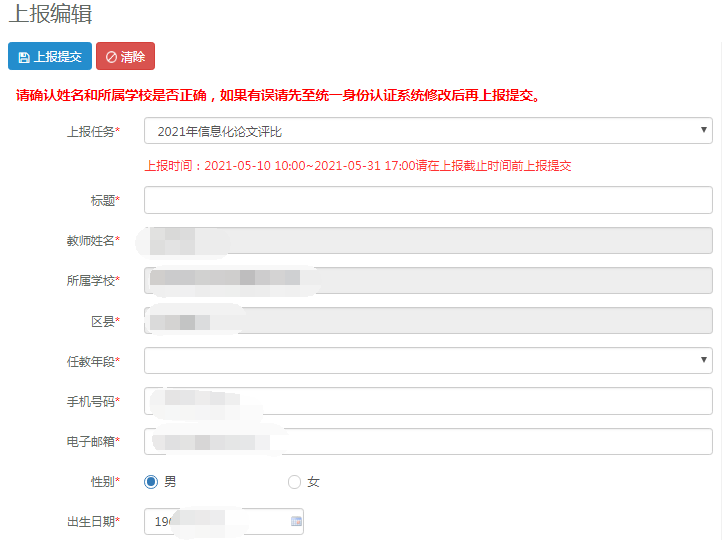 上报编辑
上报提交 清除
请确认姓名和所属学校是否正确，如果有误请先至统一身份认证系统修改后再上报提交。
上报任务* 2021年信息化论文评比
上报时间：2021-05-10 10:00~2021-05-31 17:00请在上报截止时间前上报提交
标题*
教师姓名*
所属学校*
区县*
任教年段*
手机号码*
电子邮箱*
性别* 男 女
出生日期* 19